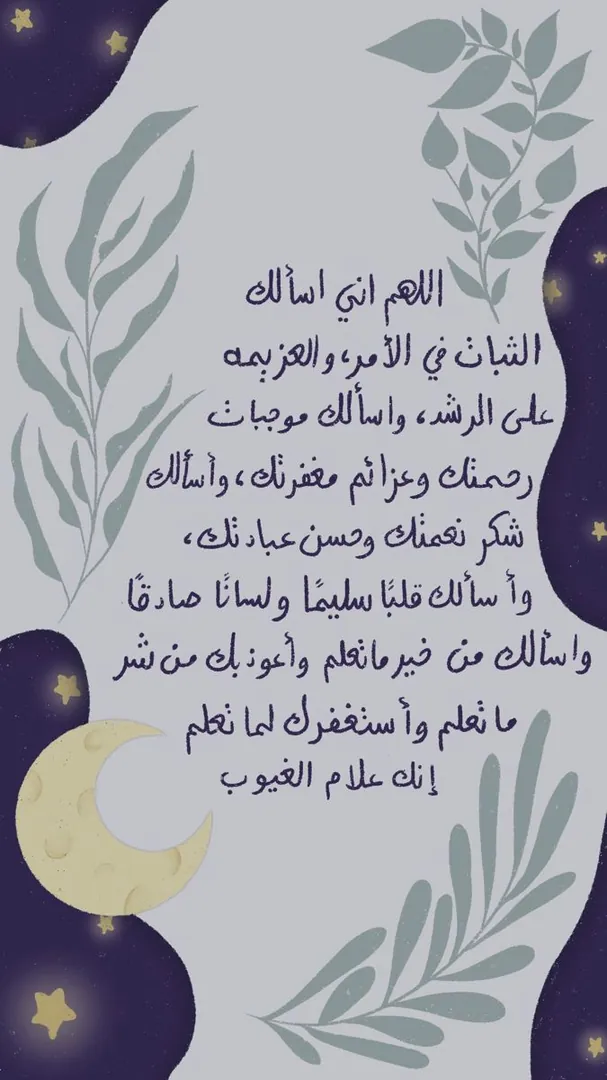 اللهم اني اسألك
الثبات في الأمر، والعزيمه
على الرشد، واسألك موجبات
رحمتك وعزائم مغفرتك، وأسألك
شكر نعمتك وحسن عبادتك،
وأسألك قلبًا سليمًا ولسانًا صادقًا
واسألك من خير ماتعلم وأعوذ بك من شر
ما تعلم وأستغفرك لما تعلم
إنك علام الغيوب